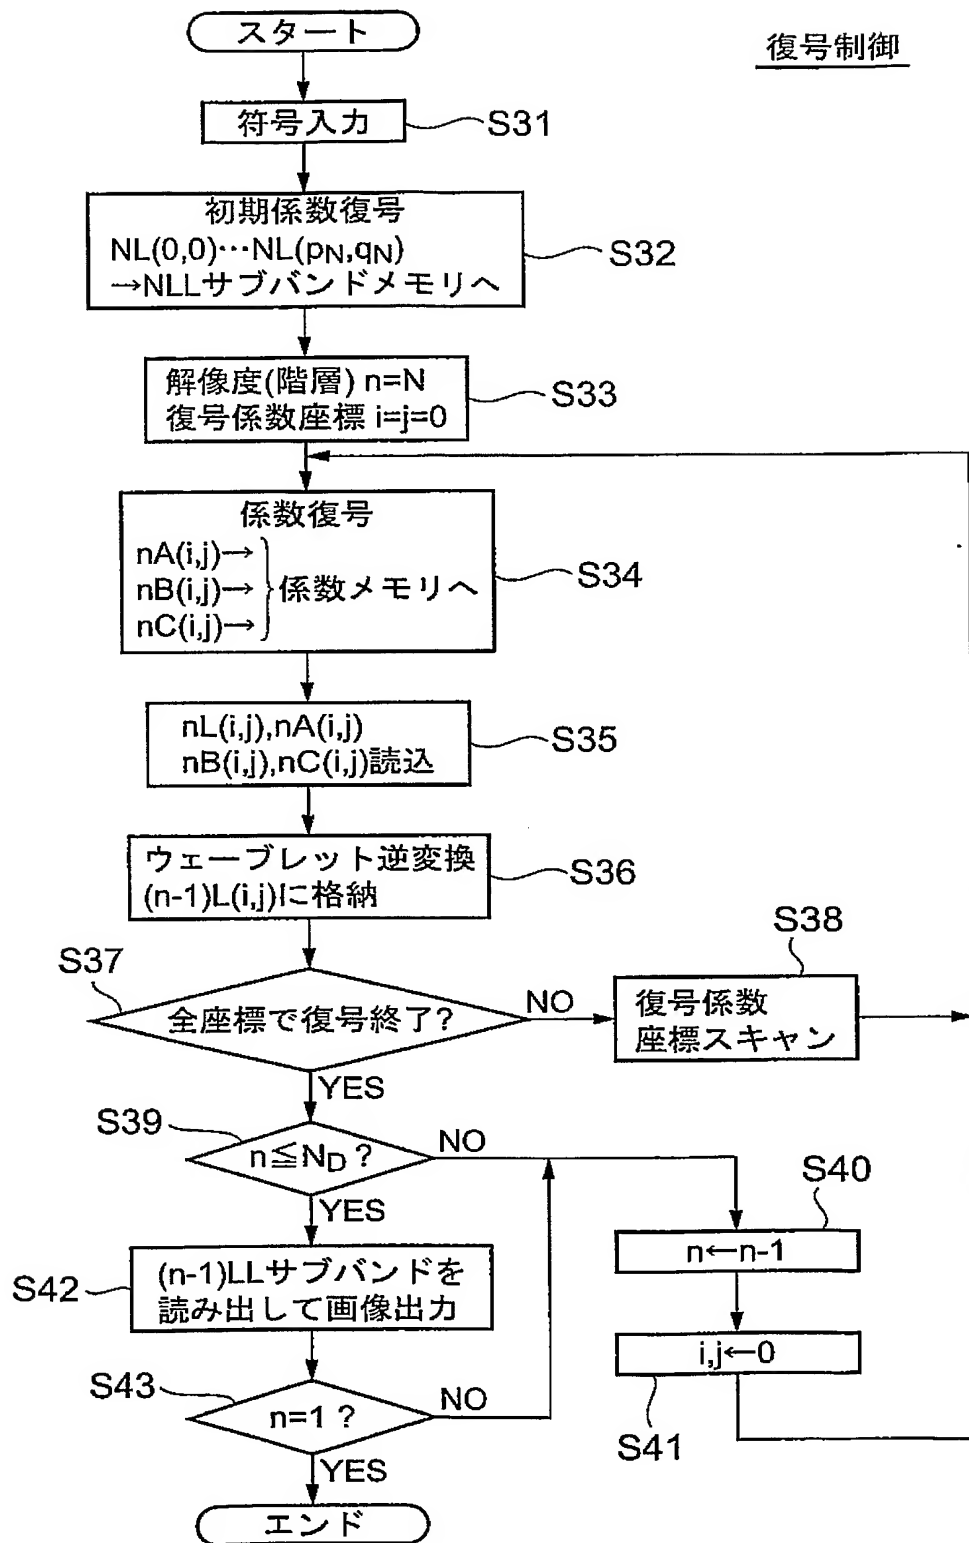 スタート
復号制御
符号入力
S31
初期係数復号
NL(0,0)…NL(pN,qN)
→NLLサブバンドメモリへ
S32
解像度(階層) n=N
復号係数座標 i=j=0
S33
係数復号
nA(i,j)→
nB(i,j)→
nC(i,j)→
係数メモリへ
S34
nL(i,j),nA(i,j)
nB(i,j),nC(i,j)読込
S35
ウェーブレット逆変換
(n-1)L(i,j)に格納
S36
S37
全座標で復号終了?
NO
YES
S38
復号係数
座標スキャン
S39
n≦ND ?
NO
YES
S40
n←n-1
i,j←0
S41
S42
(n-1)LLサブバンドを
読み出して画像出力
S43
n=1 ?
NO
YES
エンド